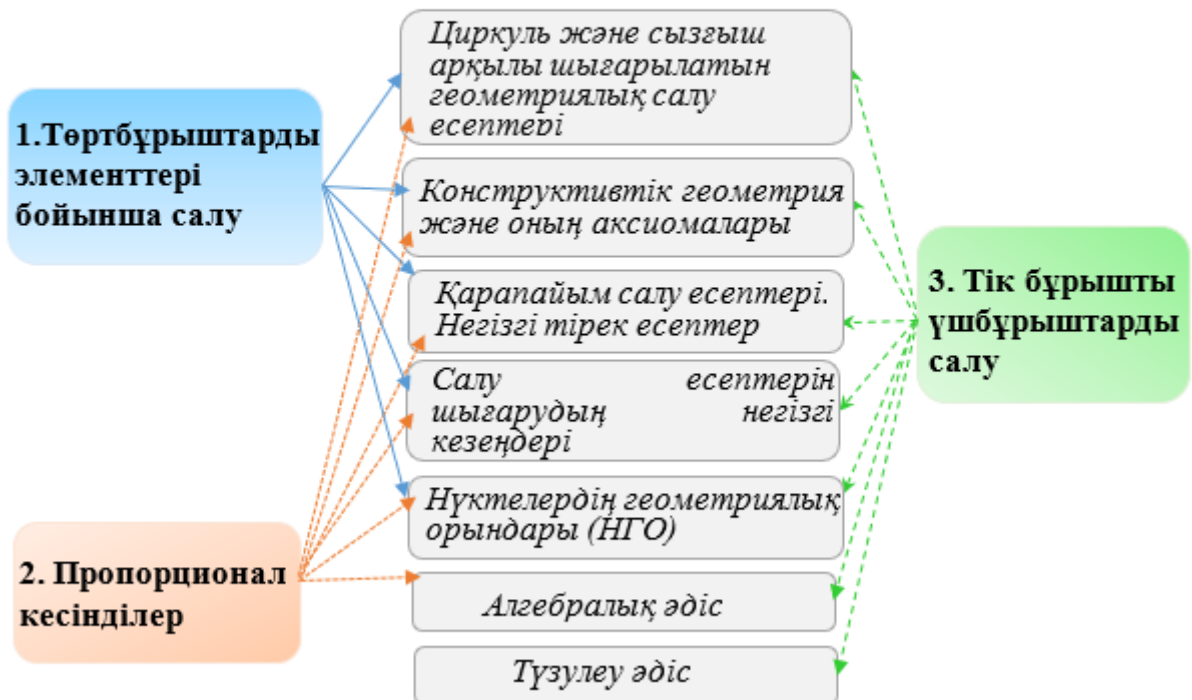 Циркуль және сызғыш
арқылы шығарылатын
геометриялық салу
есептері
1.Төртбұрыштарды
элементтері
бойынша салу
Конструктивтік геометрия
және оның аксиомалары
Қарапайым салу есептері.
Негізгі тірек есептер
3. Тік бұрышты
үшбұрыштарды
салу
Салу есептерін
шығарудың негізгі
кезеңдері
Нүктелердің геометриялық
орындары (НГО)
2. Пропорционал
кесінділер
Алгебралық әдіс
Түзулеу әдіс